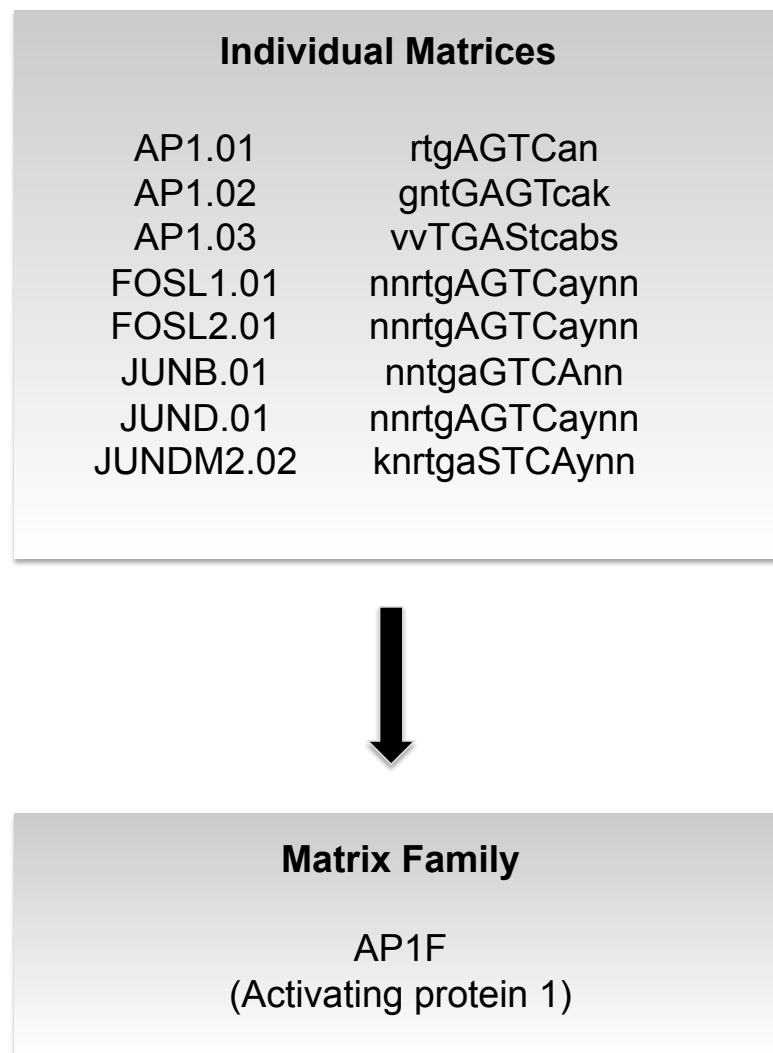 Individual Matrices
AP1.01 rtgAGTCan
AP1.02 gntGAGTcak
AP1.03 vvTGAStcabs
FOSL1.01 nnrtgAGTCaynn
FOSL2.01 nnrtgAGTCaynn
JUNB.01 nntgaGTCAnn
JUND.01 nnrtgAGTCaynn
JUNDM2.02 knrtgaSTCAynn
Matrix Family
AP1F
(Activating protein 1)